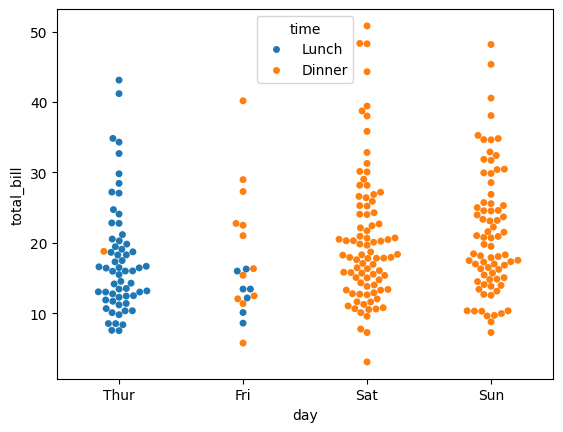 time
Lunch
Dinner
total_bill
50
40
30
20
10
Thur Fri Sat Sun
day